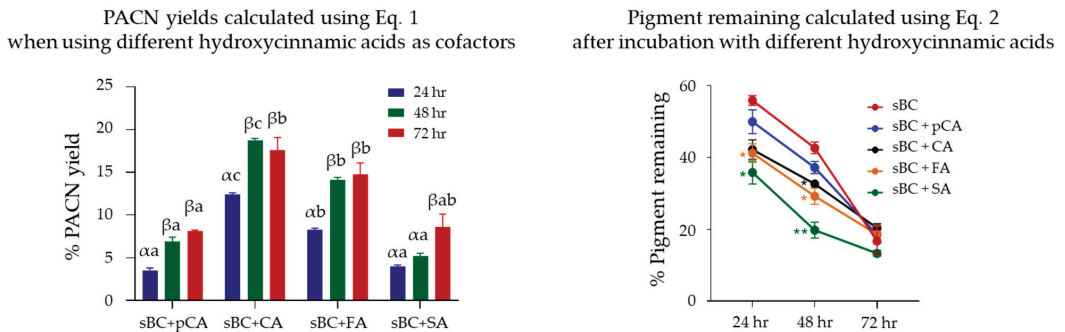 PACN yields calculated using Eq. 1
when using different hydroxycinnamic acids as cofactors
25
20
15
10
5
0
% PACN yield
24 hr
48 hr
72 hr
αa
βa
βa
αc
βc
βb
αb
βb
βb
αa
αa
βab
sBC+pCA
sBC+CA
sBC+FA
sBC+SA
Pigment remaining calculated using Eq. 2
after incubation with different hydroxycinnamic acids
60
40
20
0
% Pigment remaining
sBC
sBC+pCA
sBC+CA
sBC+FA
sBC+SA
*
*
*
*
**
24 hr
48 hr
72 hr